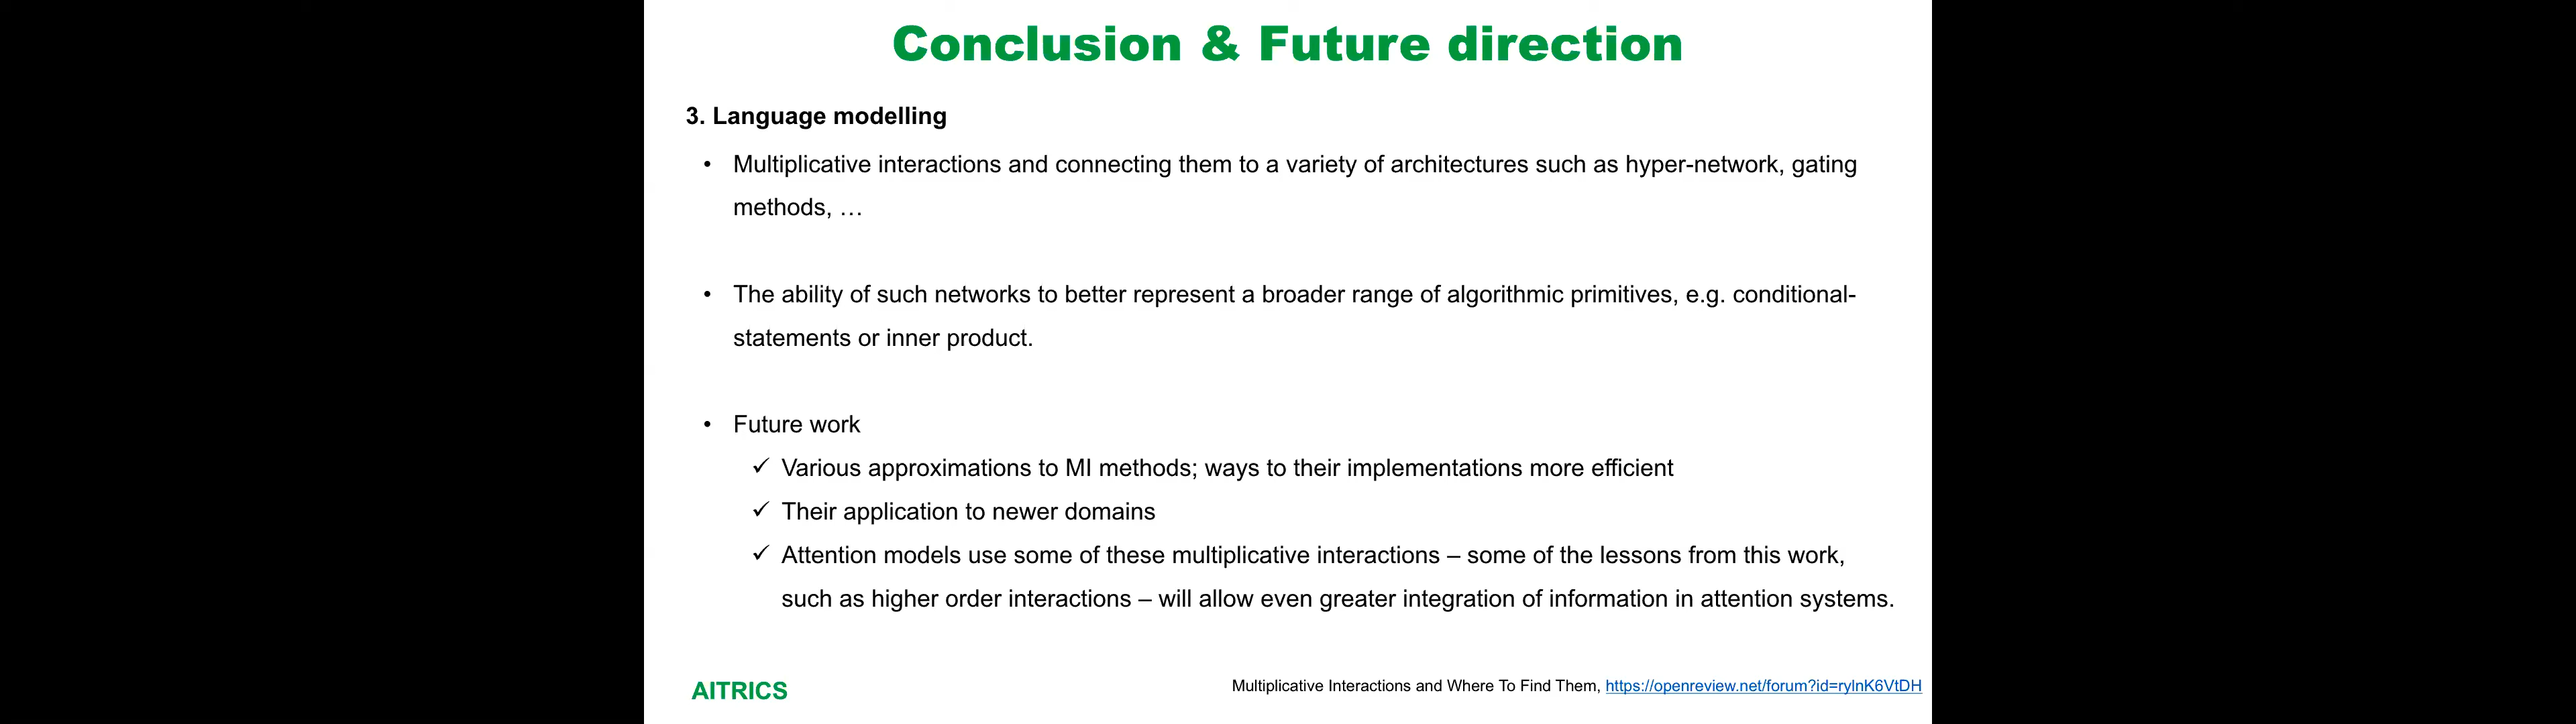 Conclusion & Future direction
3. Language modelling
• Multiplicative interactions and connecting them to a variety of architectures such as hyper-network, gating
methods, …
• The ability of such networks to better represent a broader range of algorithmic primitives, e.g. conditional-
statements or inner product.
• Future work
✓ Various approximations to MI methods; ways to their implementations more efficient
✓ Their application to newer domains
✓ Attention models use some of these multiplicative interactions – some of the lessons from this work,
such as higher order interactions – will allow even greater integration of information in attention systems.
AITRICS
Multiplicative Interactions and Where To Find Them, https://openreview.net/forum?id=rylnK6VtDH